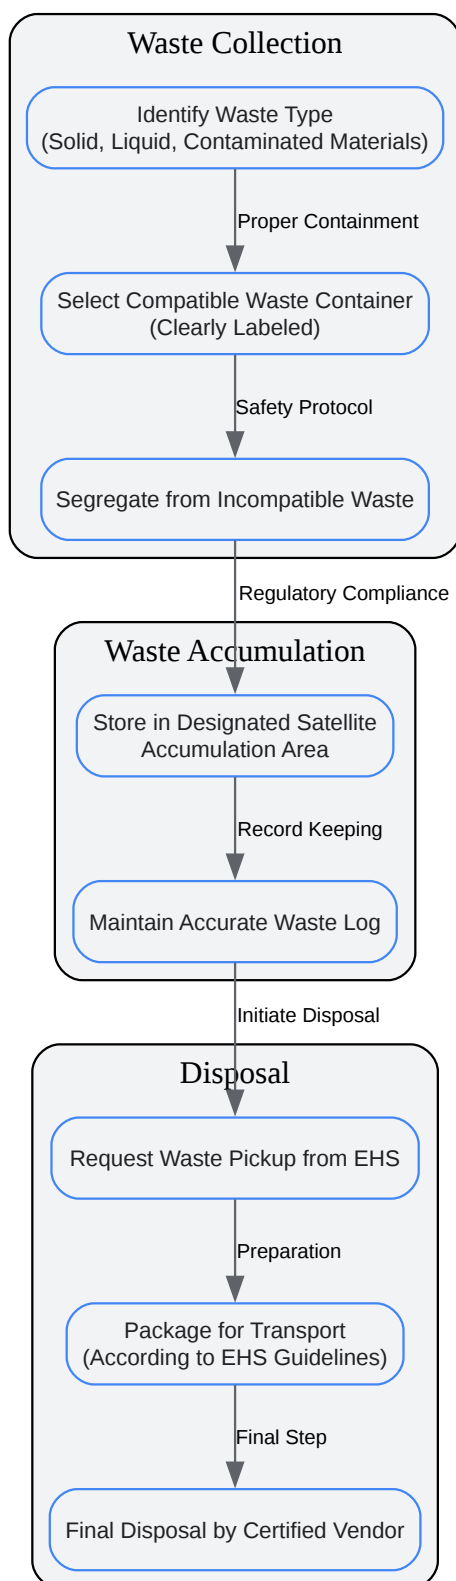 Waste Collection
Identify Waste Type
(Solid, Liquid, Contaminated Materials)
Proper Containment
Select Compatible Waste Container
(Clearly Labeled)
Safety Protocol
Segregate from Incompatible Waste
Regulatory Compliance
Waste Accumulation
Store in Designated Satellite
Accumulation Area
Record Keeping
Maintain Accurate Waste Log
Initiate Disposal
Disposal
Request Waste Pickup from EHS
Preparation
Package for Transport
(According to EHS Guidelines)
Final Step
Final Disposal by Certified Vendor